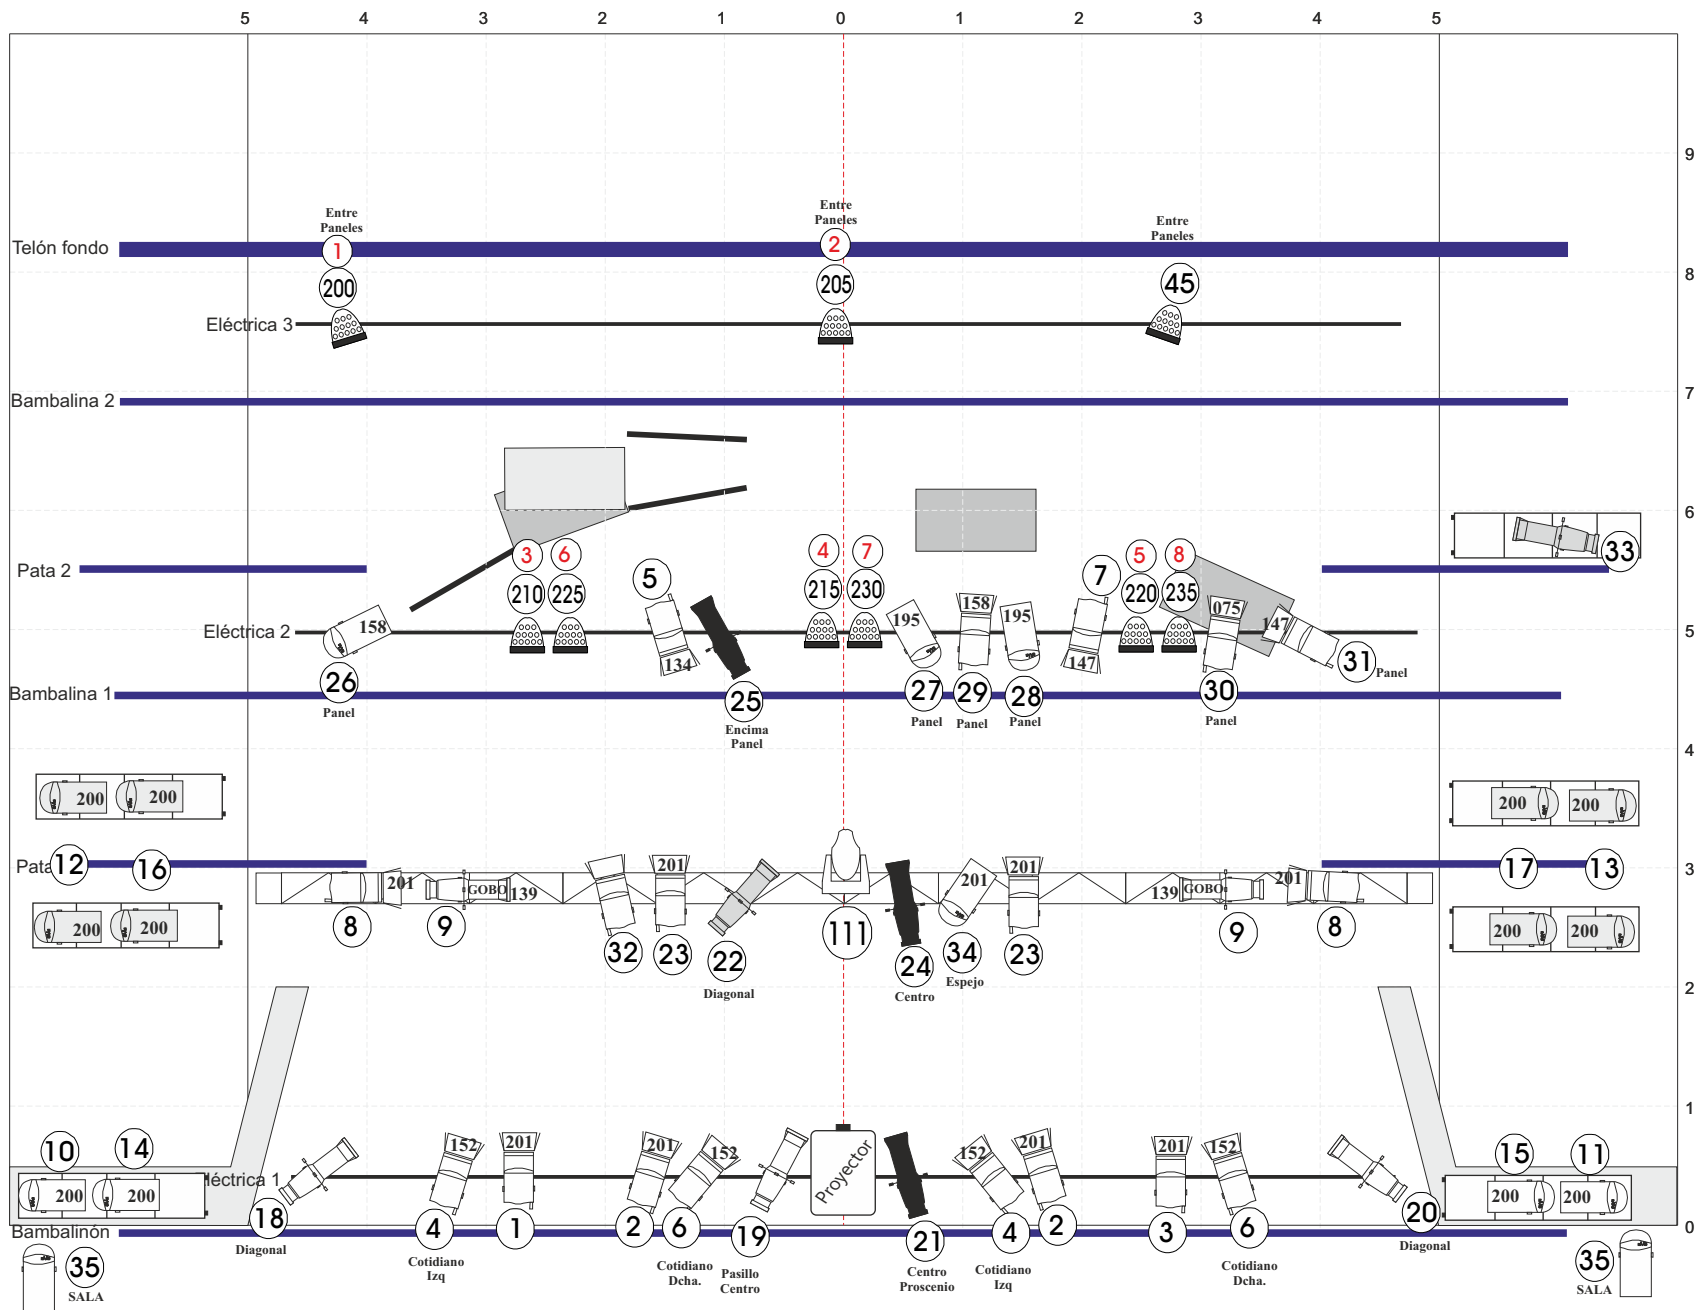 5 4 3 2 1 0 1 2 3 4 5
9
Entre
Paneles
Entre
Paneles
Entre
Paneles
Telón fondo
1
2
8
200
205
45
Eléctrica 3
7
Bambalina 2
6
3
6
4
7
5
8
33
Pata 2
5
7
210
225
215
230
220
235
158
195
158
195
075
147
Eléctrica 2
5
134
147
31
Panel
26
27
29
28
30
Bambalina 1
25
Panel
Panel
Panel
Panel
Panel
Encima
Panel
4
200
200
200
200
Pata
12
16
17
13
3
201
GOBO
139
201
201
201
139
GOBO
201
200
200
200
200
8
9
32
23
22
111
24
34
23
9
8
Diagonal
Centro
Espejo
2
1
10
14
152
201
201
152
152
201
201
152
15
11
Proyector
léctrica 1
200
200
200
200
18
4
1
2
6
19
21
4
2
3
6
20
0
Bambalinón
Diagonal
Diagonal
35
SALA
Cotidiano
Izq
Cotidiano
Dcha.
Pasillo
Centro
Centro
Proscenio
Cotidiano
Izq
Cotidiano
Dcha.
35
SALA